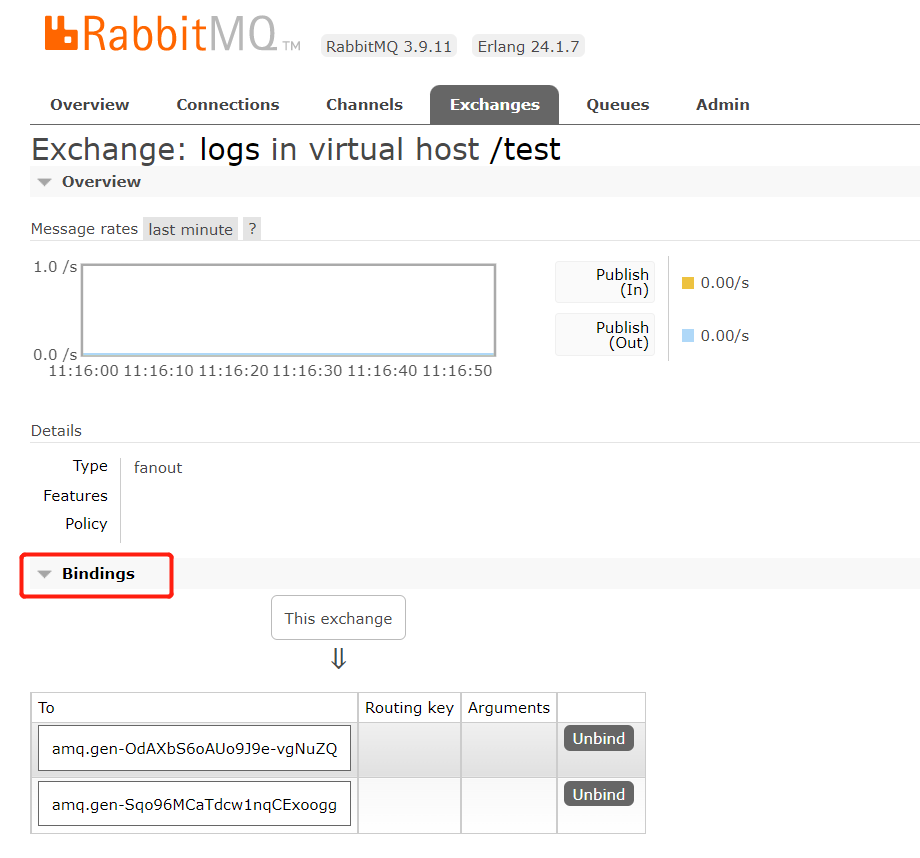 RabbitMQ TM RabbitMQ 3.9.11 Erlang 24.1.7
Overview Connections Channels Exchanges Queues Admin
Exchange: logs in virtual host /test
Overview
Message rates last minute ?
1.0 /s
0.0 /s
11:16:00 11:16:10 11:16:20 11:16:30 11:16:40 11:16:50
Publish
(In)
0.00/s
Publish
(Out)
0.00/s
Details
Type fanout
Features
Policy
Bindings
This exchange
⇓
To Routing key Arguments
amq.gen-OdAXbS6oAUo9J9e-vgNuZQ Unbind
amq.gen-Sqo96MCaTdcw1nqCExoogg Unbind